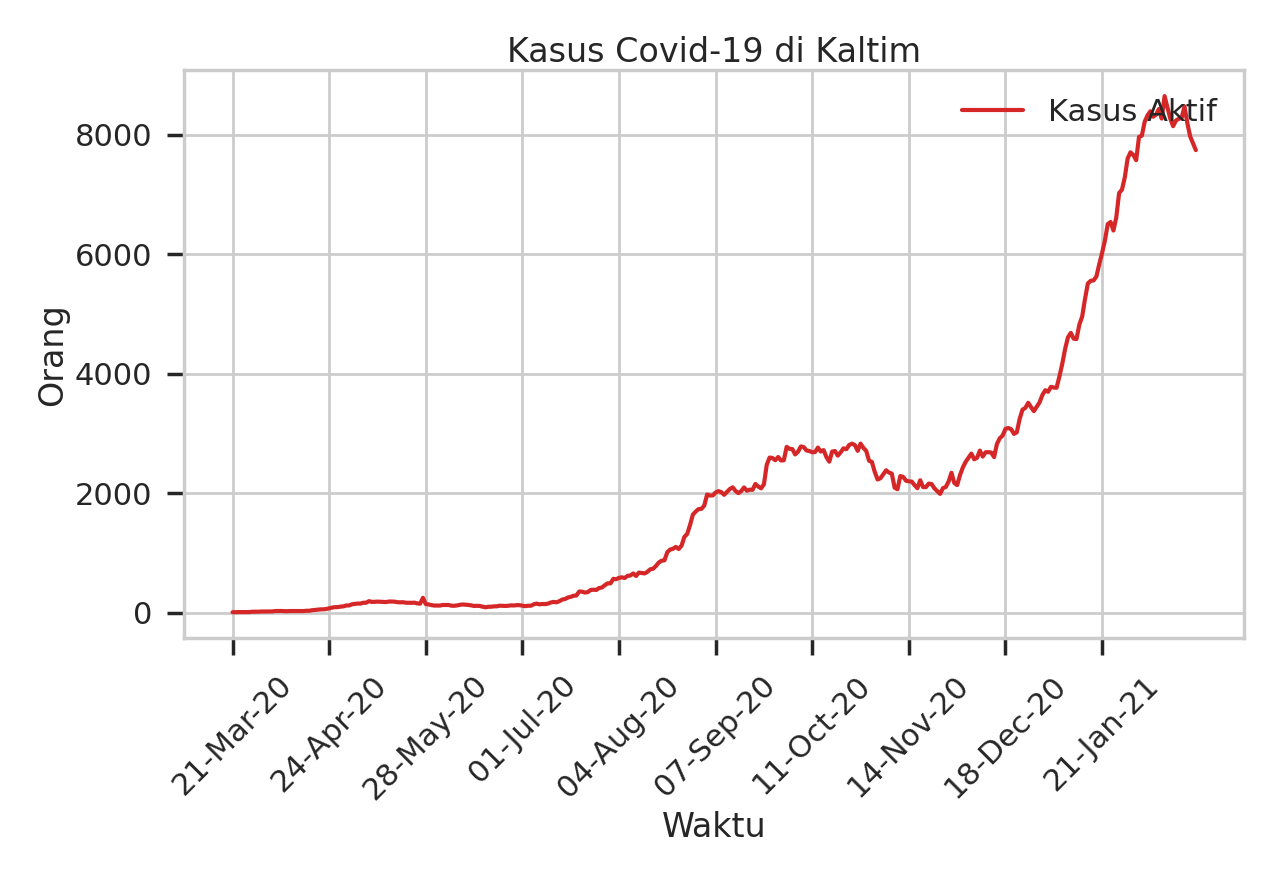 Kasus Covid-19 di Kaltim
Kasus Aktif
8000
6000
4000
2000
0
Orang
21-Mar-20
24-Apr-20
28-May-20
01-Jul-20
04-Aug-20
07-Sep-20
11-Oct-20
14-Nov-20
18-Dec-20
21-Jan-21
Waktu